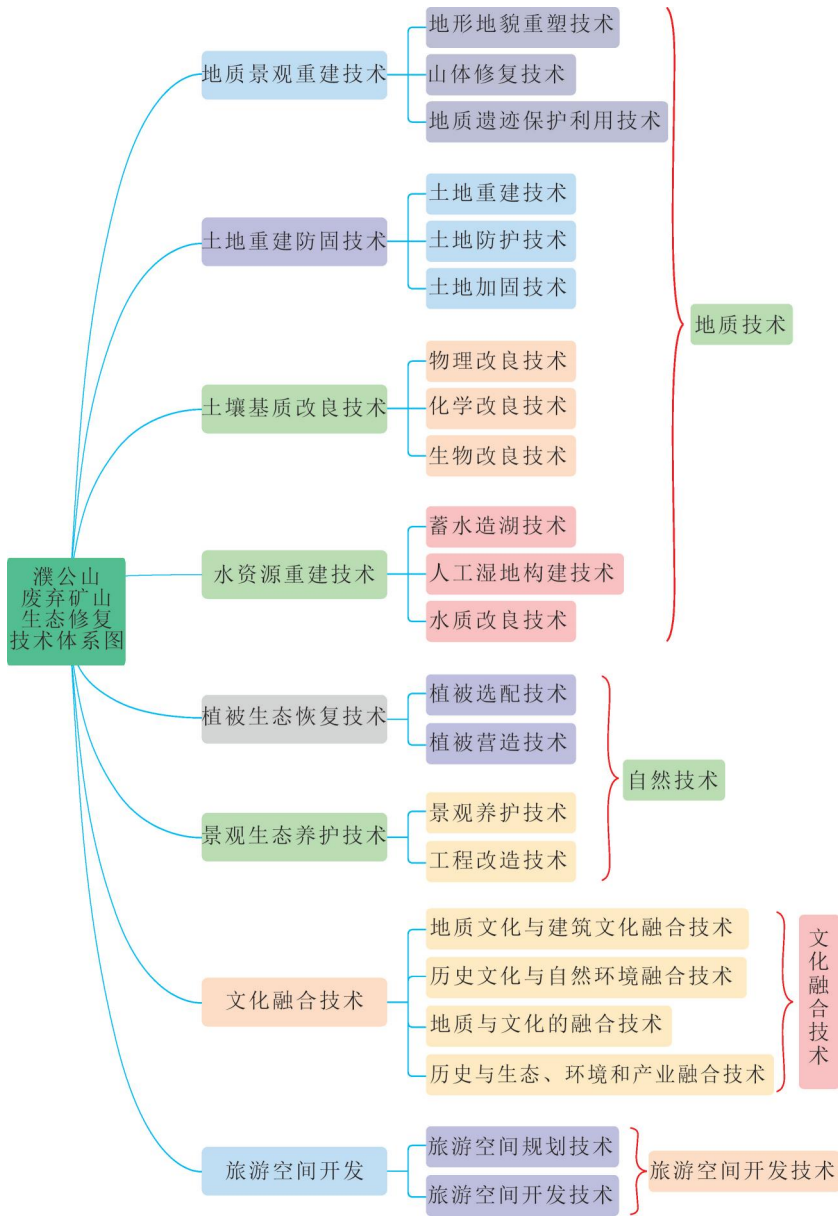 地质景观重建技术
地形地貌重塑技术
山体修复技术
地质遗迹保护利用技术
土地重建防固技术
土地重建技术
土地防护技术
土地加固技术
土壤基质改良技术
物理改良技术
化学改良技术
生物改良技术
水资源重建技术
蓄水造湖技术
人工湿地构建技术
水质改良技术
地质技术
濮公山
废弃矿山
生态修复
技术体系图
植被生态恢复技术
植被选配技术
植被营造技术
景观生态养护技术
景观养护技术
工程改造技术
自然技术
文化融合技术
地质文化与建筑文化融合技术
历史文化与自然环境融合技术
地质与文化的融合技术
历史与生态、环境和产业融合技术
文化融合技术
旅游空间开发
旅游空间规划技术
旅游空间开发技术
旅游空间开发技术